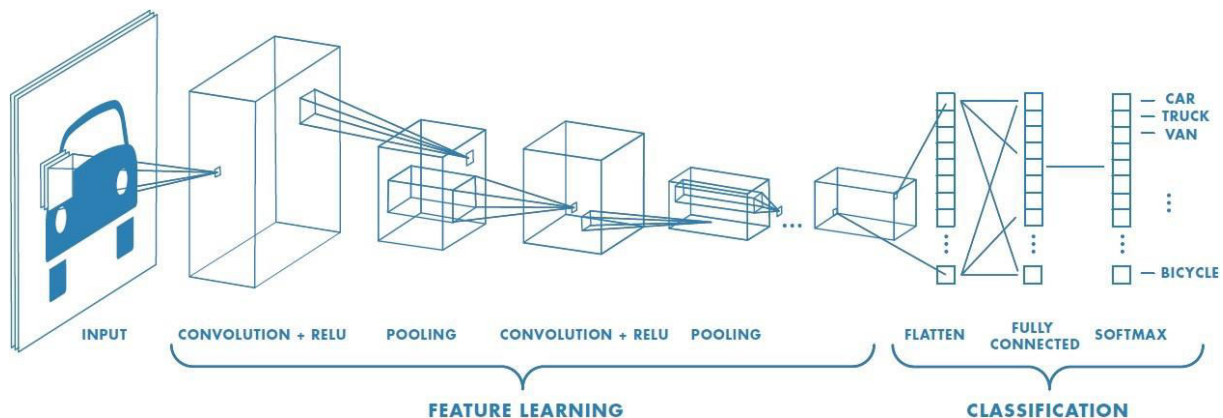 CAR
TRUCK
VAN
BICYCLE
INPUT
CONVOLUTION + RELU
POOLING
CONVOLUTION + RELU
POOLING
FLATTEN
FULLY
CONNECTED
SOFTMAX
FEATURE LEARNING
CLASSIFICATION